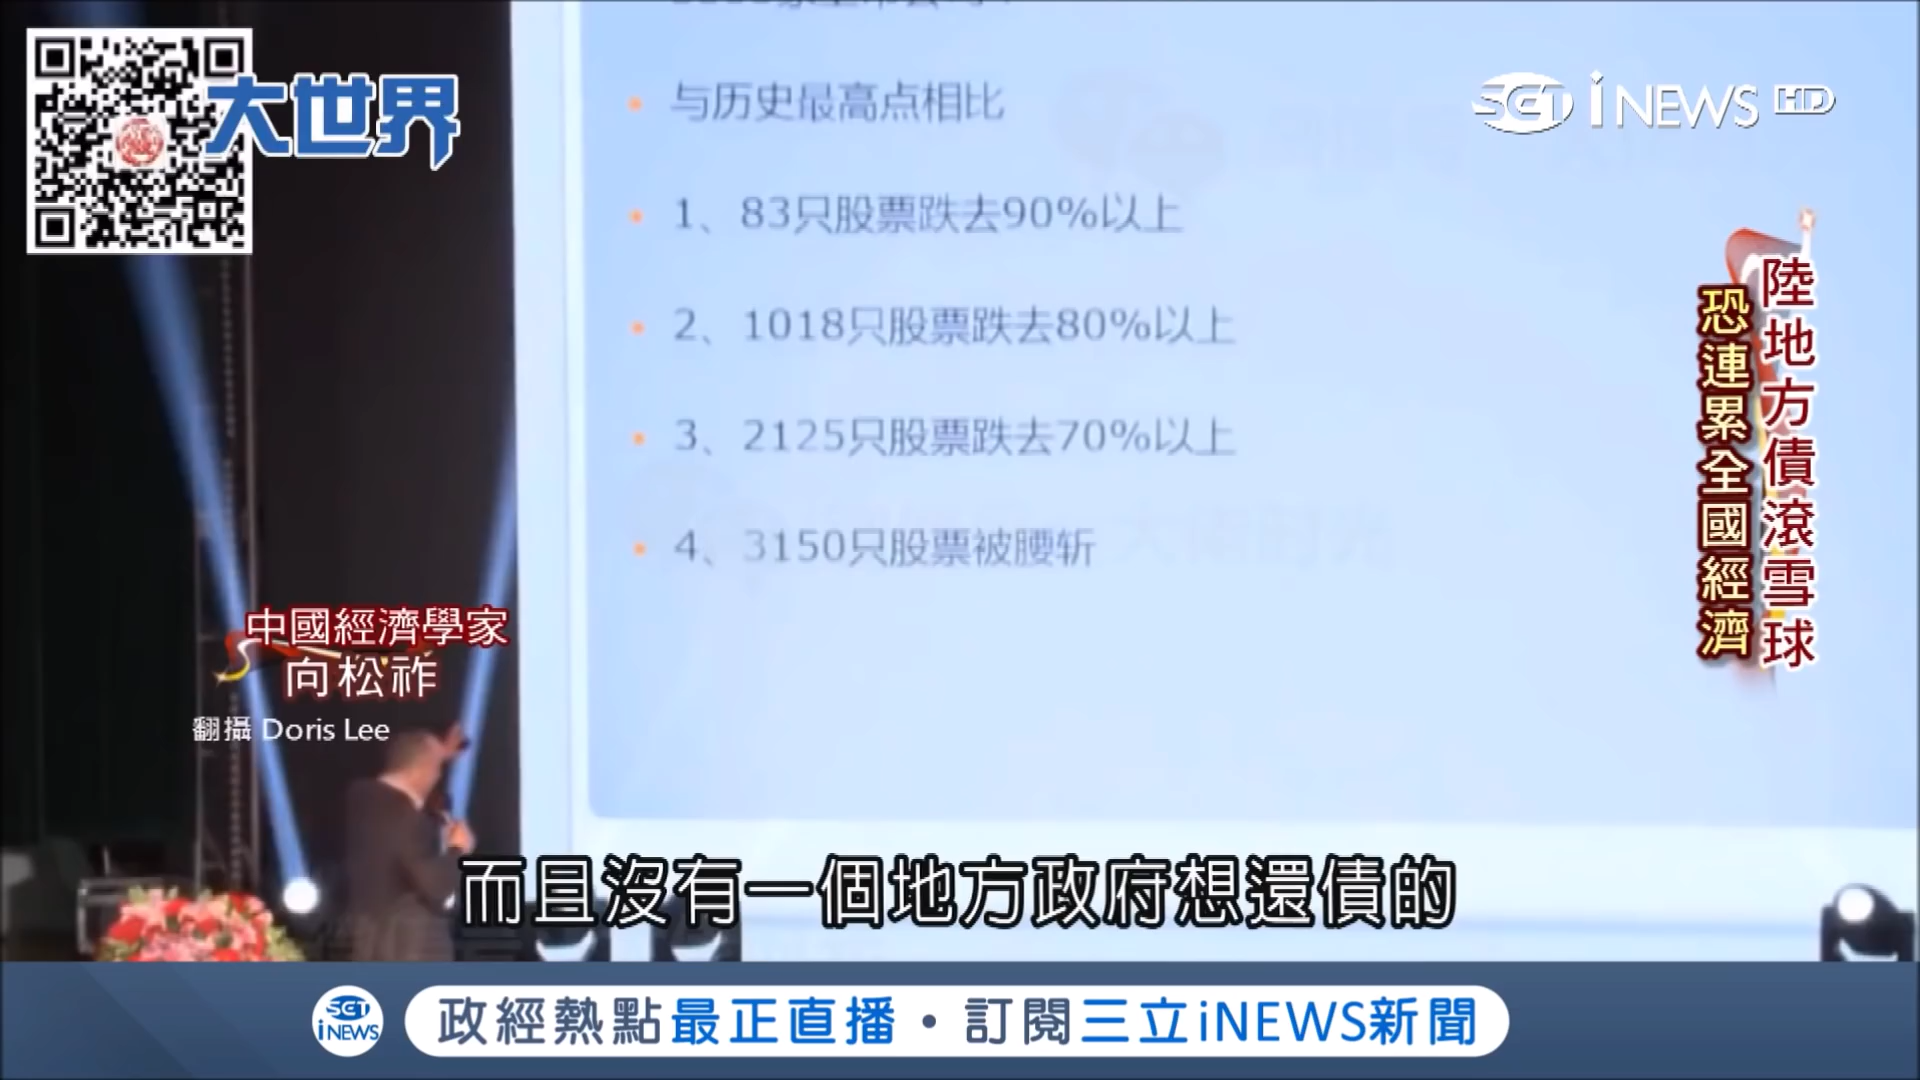 大世界
SET iNEWS HD
与历史最高点相比
1、83只股票跌去90%以上
2、1018只股票跌去80%以上
3、2125只股票跌去70%以上
4、3150只股票被腰斩
陸地方債滾雪球
恐連累全國經濟
中國經濟學家
向松祚
翻攝 Doris Lee
而且沒有一個地方政府想還債的
SET iNEWS
政經熱點最正直播・訂閱三立iNEWS新聞